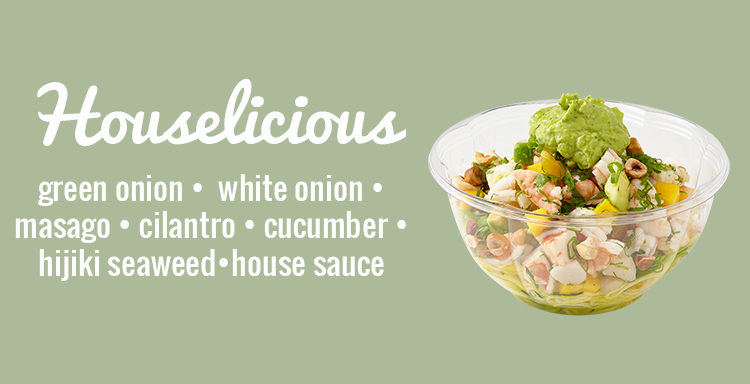 Houselicious
green onion • white onion •
masago • cilantro • cucumber •
hijiki seaweed•house sauce